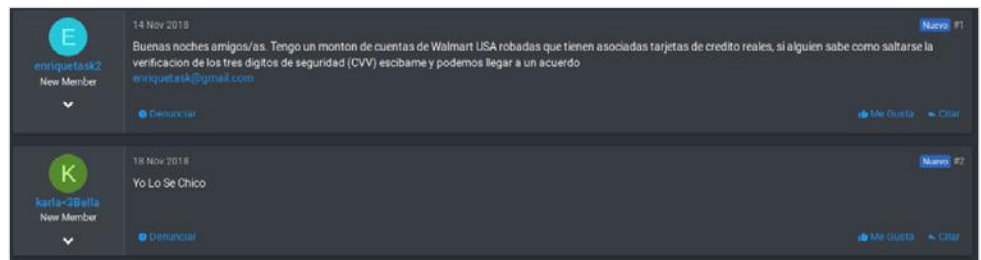 E
enriquetask2
New Member
14 Nov 2018
Nuevo #1
Buenas noches amigos/as. Tengo un monton de cuentas de Walmart USA robadas que tienen asociadas tarjetas de credito reales, si alguien sabe como saltarse la
verificacion de los tres digitos de seguridad (CVV) escibame y podemos llegar a un acuerdo
enriquetask@gmail.com
Denunciar
Me Gusta Citar
K
karla<3Bella
New Member
18 Nov 2018
Nuevo #2
Yo Lo Se Chico
Denunciar
Me Gusta Citar